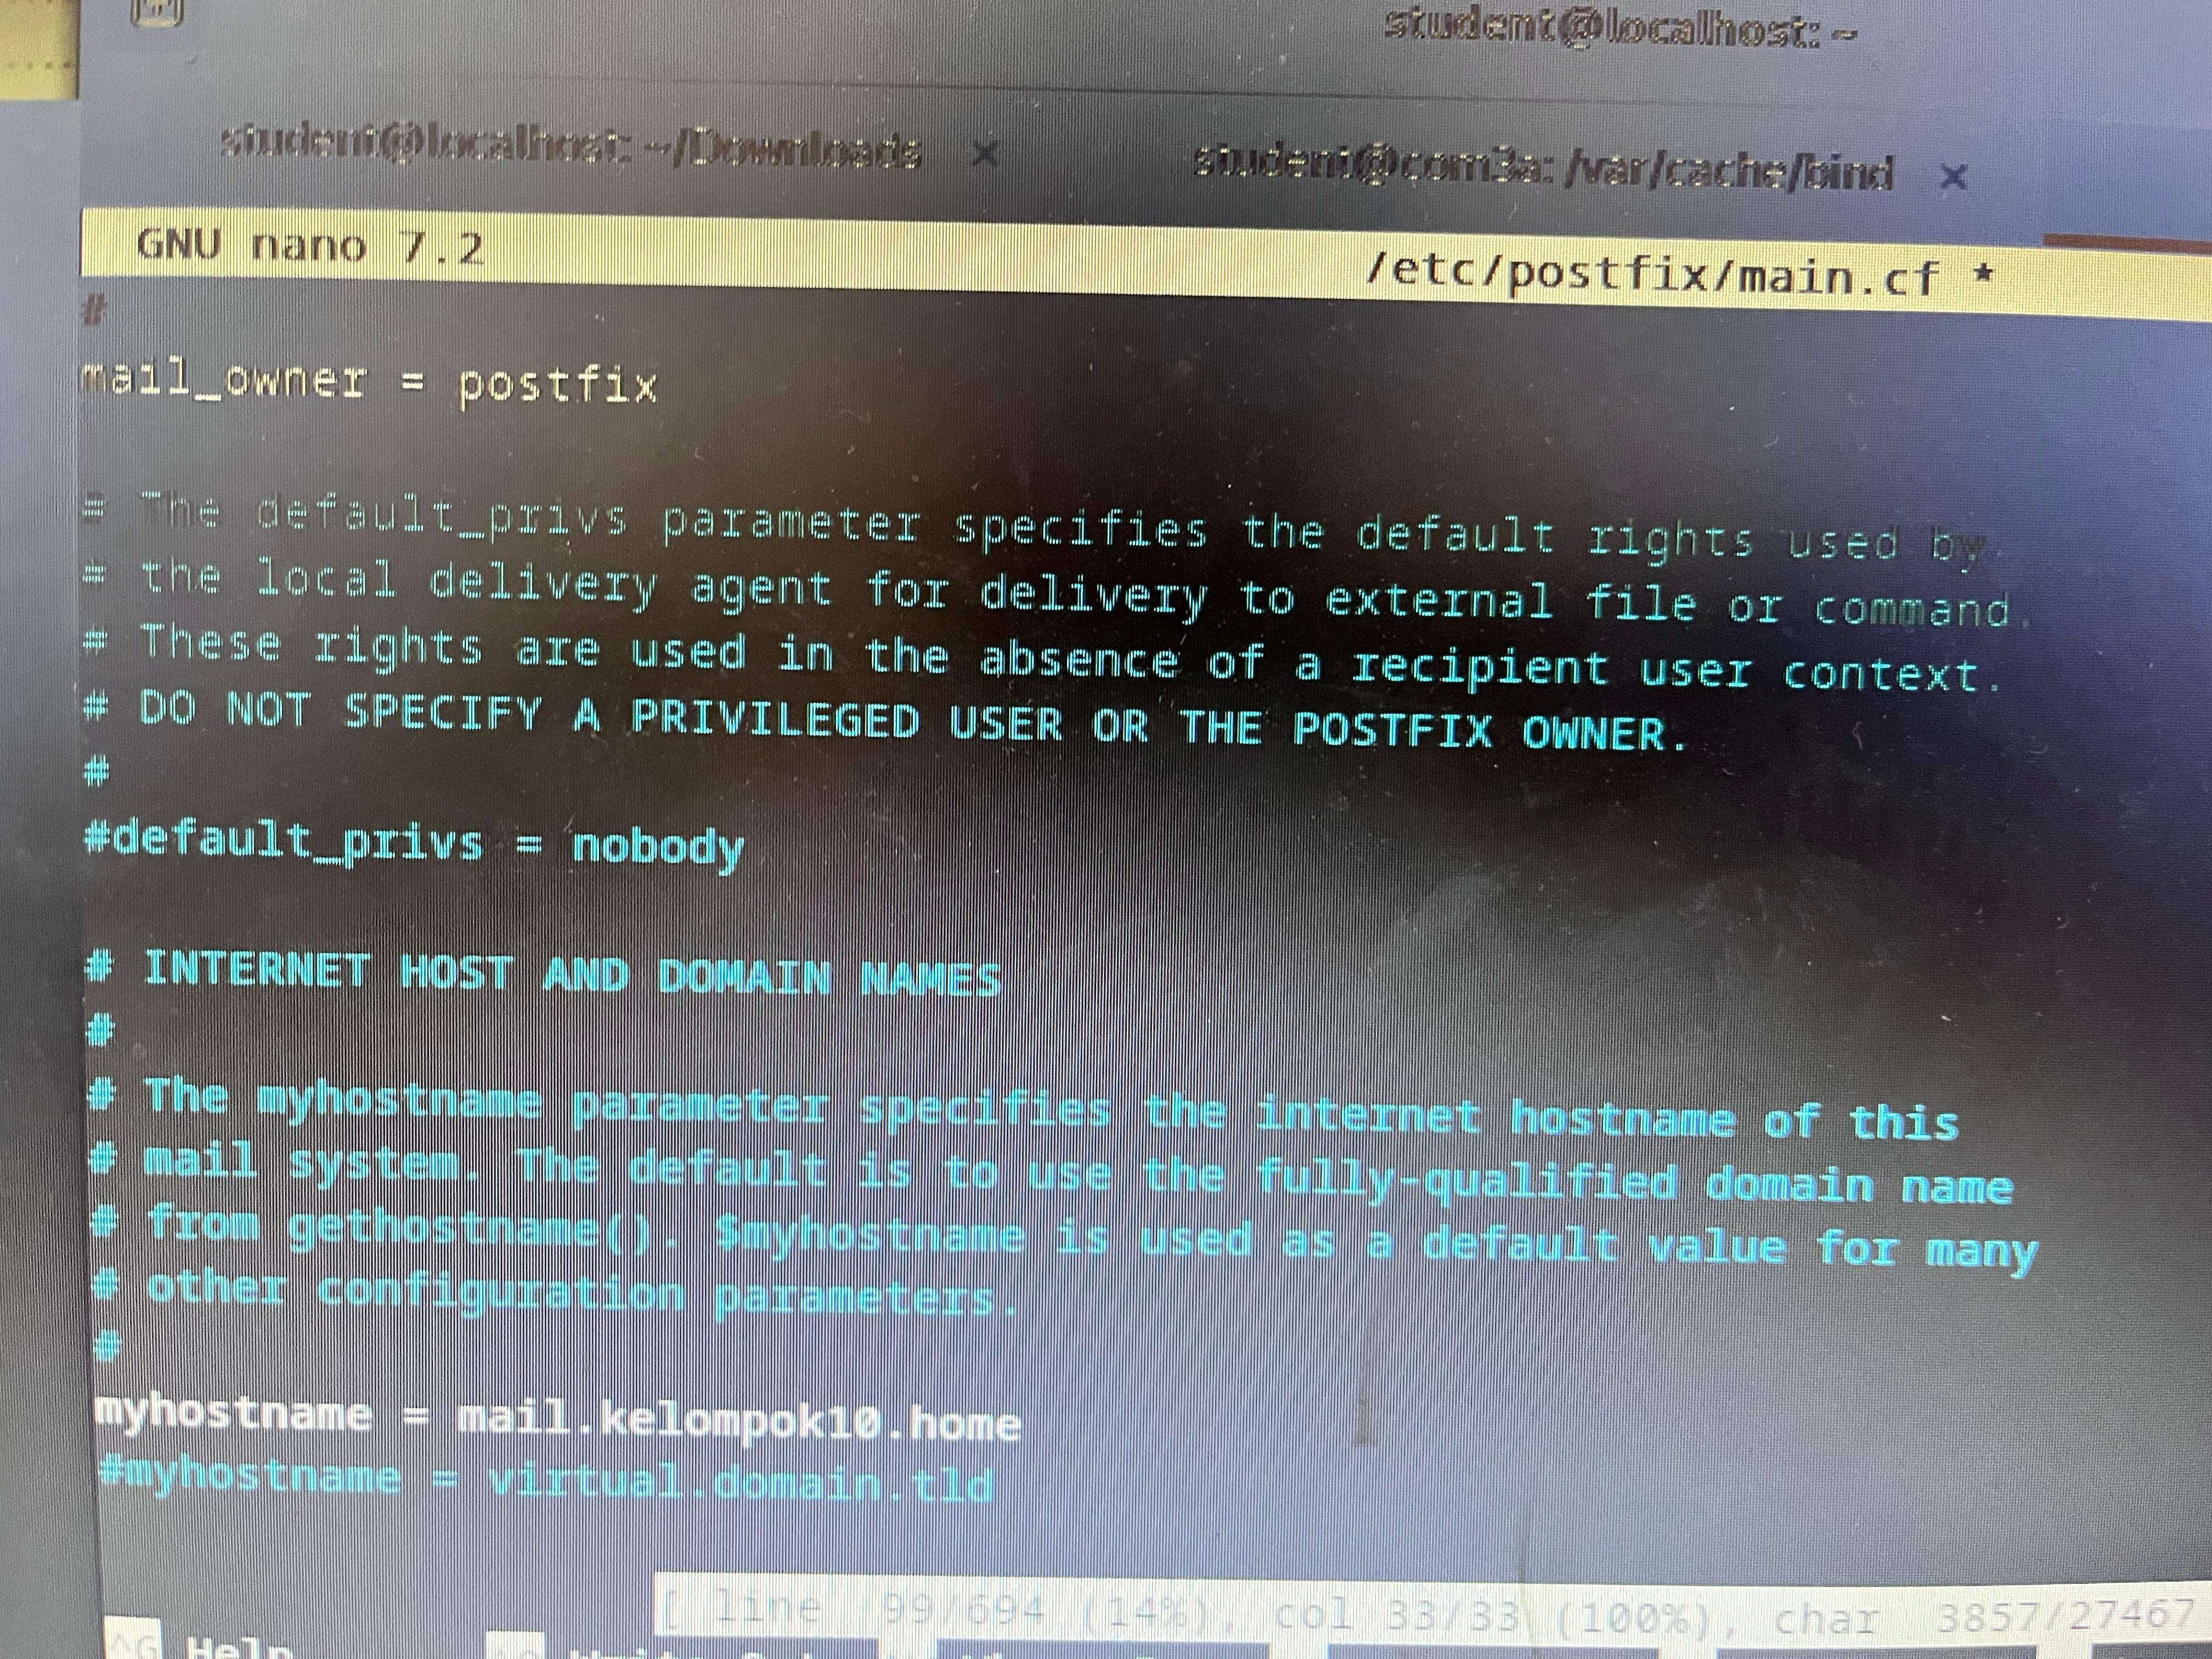 student@localhost: ~
student@localhost: ~/Downloads × student@com3a: /var/cache/bind ×
GNU nano 7.2 /etc/postfix/main.cf *
#
mail_owner = postfix
# The default_privs parameter specifies the default rights used by
# the local delivery agent for delivery to external file or command.
# These rights are used in the absence of a recipient user context.
# DO NOT SPECIFY A PRIVILEGED USER OR THE POSTFIX OWNER.
#
#default_privs = nobody
# INTERNET HOST AND DOMAIN NAMES
#
# The myhostname parameter specifies the internet hostname of this
# mail system. The default is to use the fully-qualified domain name
# from gethostname(). $myhostname is used as a default value for many
# other configuration parameters.
#
myhostname = mail.kelompok10.home
#myhostname = virtual.domain.tld
[ line 99/694 (14%), col 33/33 (100%), char 3857/27467
^G Help